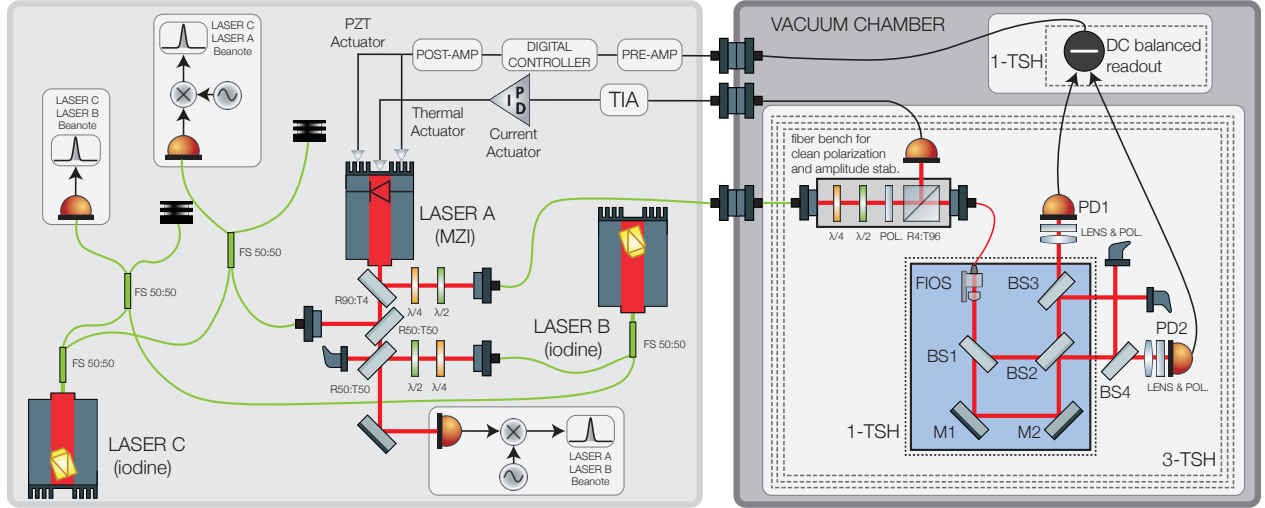 LASER C
LASER A
Beanote
LASER C
LASER B
Beanote
FS 50:50
FS 50:50
FS 50:50
LASER C
(iodine)
PZT
Actuator
POST-AMP
DIGITAL
CONTROLLER
PRE-AMP
Thermal
Actuator
P
I
D
Current
Actuator
TIA
LASER A
(MZI)
R90:T4
λ/4
λ/2
R50:T50
R50:T50
λ/2
λ/4
LASER B
(iodine)
FS 50:50
LASER A
LASER B
Beanote
VACUUM CHAMBER
1-TSH
DC balanced
readout
fiber bench for
clean polarization
and amplitude stab.
λ/4
λ/2
POL.
R4:T96
PD1
LENS & POL.
FIOS
BS3
PD2
BS1
BS2
BS4
LENS & POL.
M1
M2
1-TSH
3-TSH